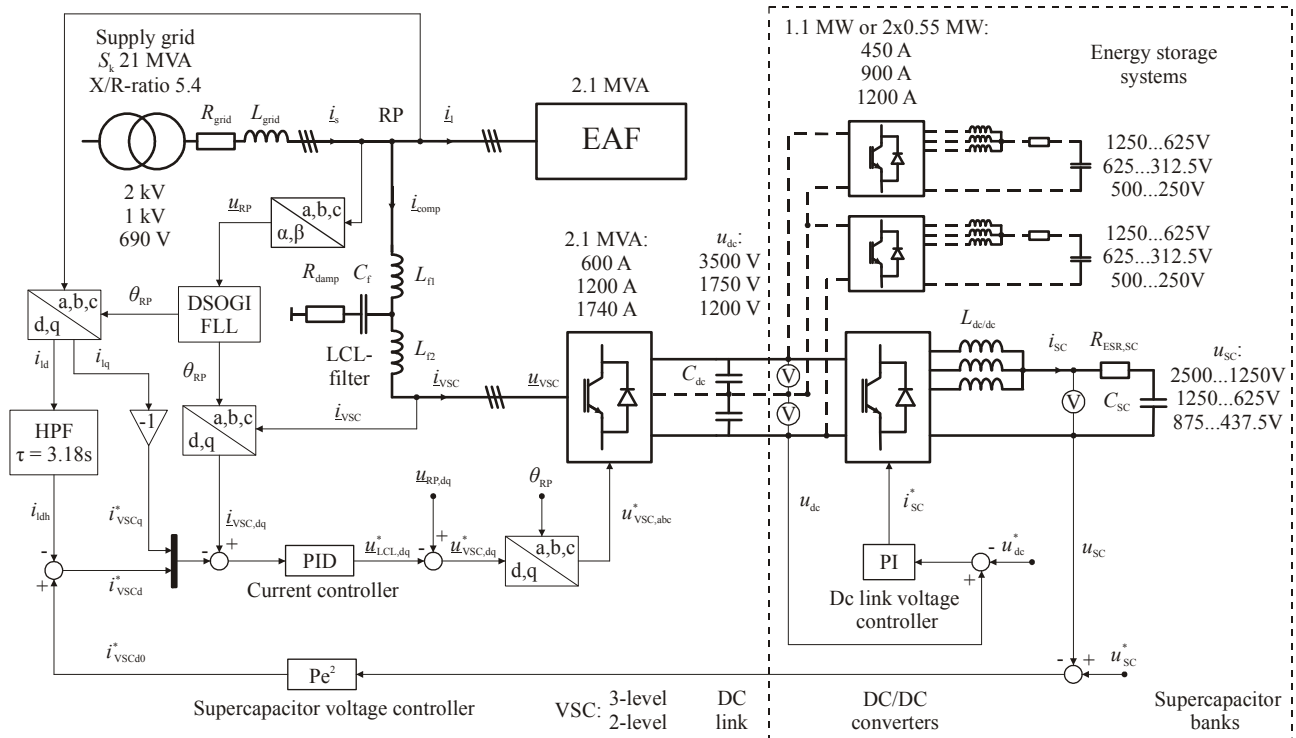 Supply grid
Sk 21 MVA
X/R-ratio 5.4
Rgrid
Lgrid
is
RP
il
2.1 MVA
EAF
2 kV
1 kV
690 V
uRP
a,b,c
α,β
icomp
Rdamp
Cf
Lf1
LCL-
filter
Lf2
θRP
DSOGI
FLL
a,b,c
d,q
ild
ilq
θRP
HPF
τ = 3.18s
-1
a,b,c
d,q
iVSC
iVSC
uVSC
2.1 MVA:
600 A
1200 A
1740 A
udc:
3500 V
1750 V
1200 V
Cdc
V
V
1.1 MW or 2x0.55 MW:
450 A
900 A
1200 A
Energy storage
systems
1250...625V
625...312.5V
500...250V
1250...625V
625...312.5V
500...250V
Ldc/dc
iSC
RESR,SC
V
CSC
uSC:
2500...1250V
1250...625V
875...437.5V
ildh
i*VSCq
iVSC,dq
-
+
i*VSCd
-
+
PID
Current controller
u*LCL,dq
uRP,dq
-
+
u*VSC,dq
θRP
a,b,c
d,q
u*VSC,abc
udc
i*SC
PI
Dc link voltage
controller
-
+
u*dc
uSC
-
+
u*SC
i*VSCd0
Pe²
Supercapacitor voltage controller
VSC:
3-level
2-level
DC
link
DC/DC
converters
Supercapacitor
banks